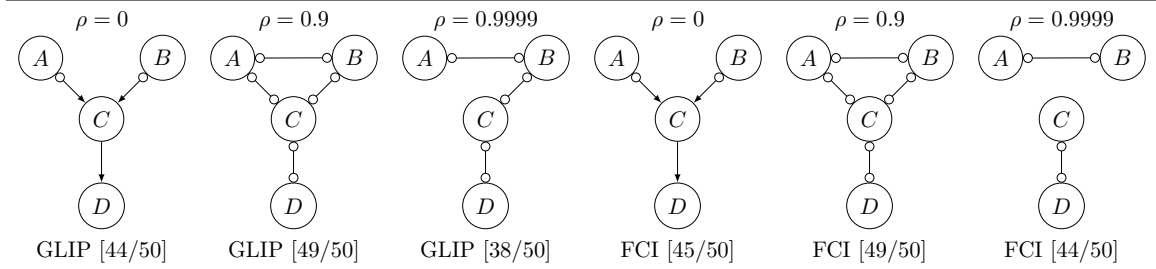 ρ = 0 ρ = 0.9 ρ = 0.9999 ρ = 0 ρ = 0.9 ρ = 0.9999
A B A B A B A B A B A B
C C C C C C
D D D D D D
GLIP [44/50] GLIP [49/50] GLIP [38/50] FCI [45/50] FCI [49/50] FCI [44/50]